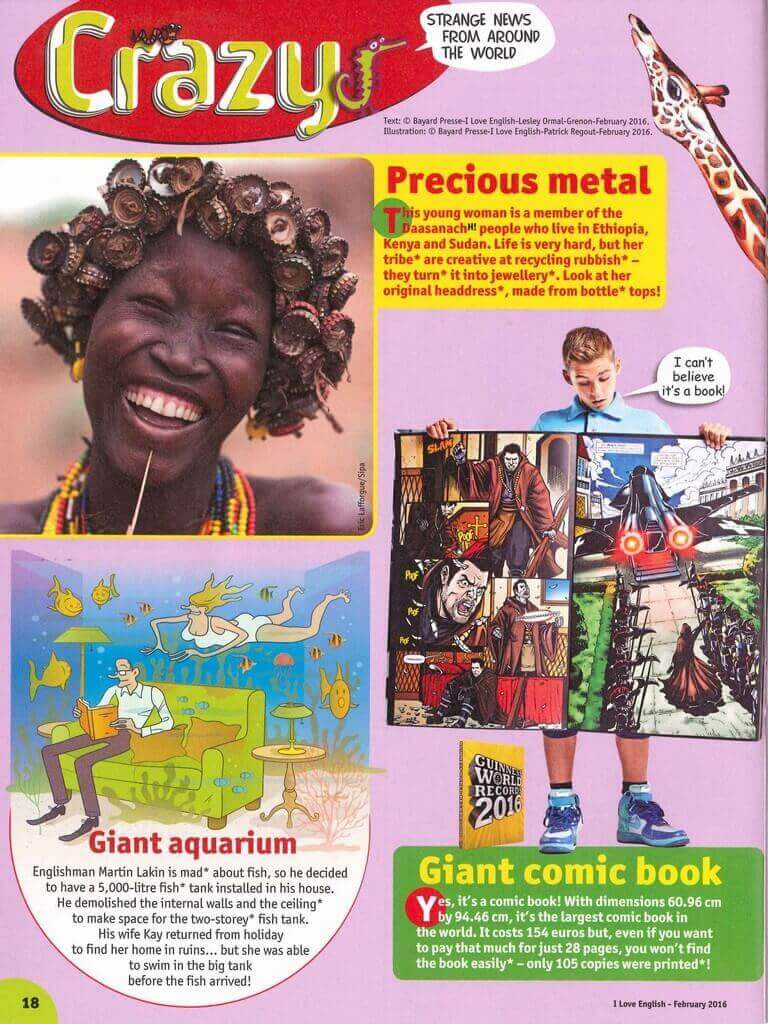 Crazy
STRANGE NEWS
FROM AROUND
THE WORLD
Text: © Bayard Presse-I Love English-Lesley Ormal-Grenon-February 2016.
Illustration: © Bayard Presse-I Love English-Patrick Regout-February 2016.
Precious metal
This young woman is a member of the
Daasanach H! people who live in Ethiopia,
Kenya and Sudan. Life is very hard, but her
tribe* are creative at recycling rubbish* –
they turn* it into jewellery*. Look at her
original headdress*, made from bottle* tops!
Eric Lafforgue/Sipa
I can't
believe
it's a book!
SLAM
POOF
POOF
POOF
POOF
GUINNESS
WORLD
RECORDS
2016
Giant aquarium
Englishman Martin Lakin is mad* about fish, so he decided
to have a 5,000-litre fish* tank installed in his house.
He demolished the internal walls and the ceiling*
to make space for the two-storey* fish tank.
His wife Kay returned from holiday
to find her home in ruins... but she was able
to swim in the big tank
before the fish arrived!
Giant comic book
Yes, it's a comic book! With dimensions 60.96 cm
by 94.46 cm, it's the largest comic book in
the world. It costs 154 euros but, even if you want
to pay that much for just 28 pages, you won't find
the book easily* – only 105 copies were printed*!
18
I Love English - February 2016